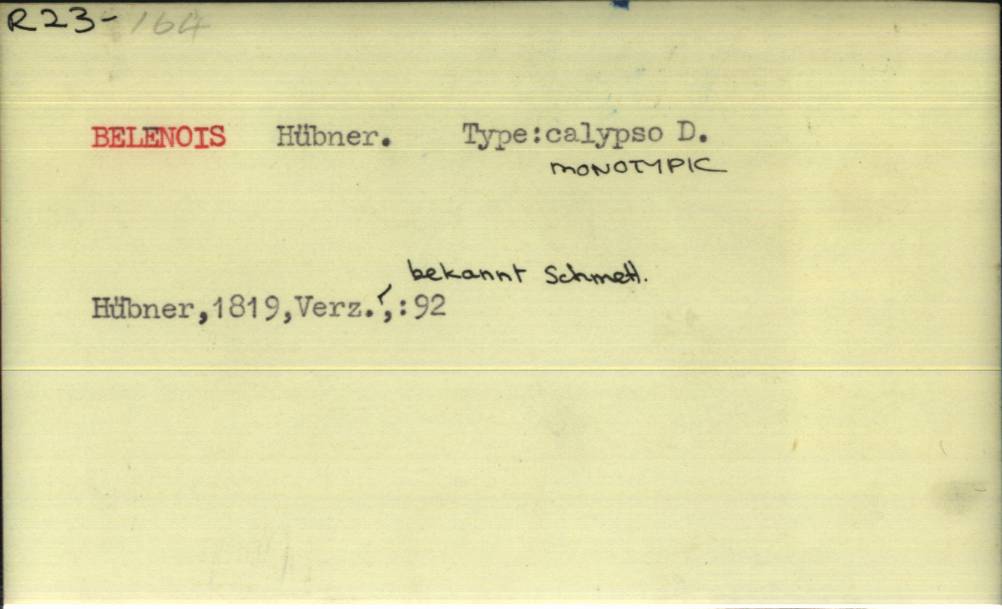 R23-164
BELENOIS Hübner. Type:calypso D.
MONOTYPIC
bekannt Schmett.
Hübner,1819,Verz.,:92